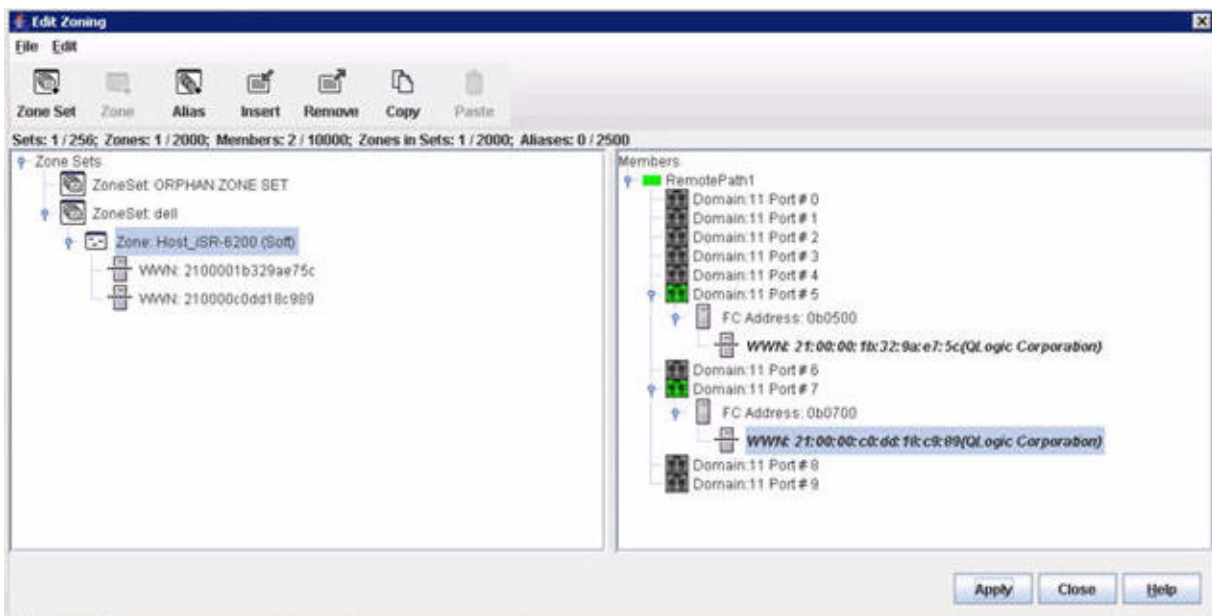 Edit Zoning
File Edit
Zone Set Zone Alias Insert Remove Copy Paste
Sets: 1 / 256; Zones: 1 / 2000; Members: 2 / 10000; Zones in Sets: 1 / 2000; Aliases: 0 / 2500
Zone Sets
ZoneSet: ORPHAN ZONE SET
ZoneSet: dell
Zone: Host_iSR-6200 (Soft)
WWN: 2100001b329ae75c
WWN: 210000c0dd18c989
Members
RemotePath1
Domain:11 Port # 0
Domain:11 Port # 1
Domain:11 Port # 2
Domain:11 Port # 3
Domain:11 Port # 4
Domain:11 Port # 5
FC Address: 0b0500
WWN: 21:00:00:1b:32:9a:e7:5c(QLogic Corporation)
Domain:11 Port # 6
Domain:11 Port # 7
FC Address: 0b0700
WWN: 21:00:00:c0:dd:18:c9:89(QLogic Corporation)
Domain:11 Port # 8
Domain:11 Port # 9
Apply Close Help